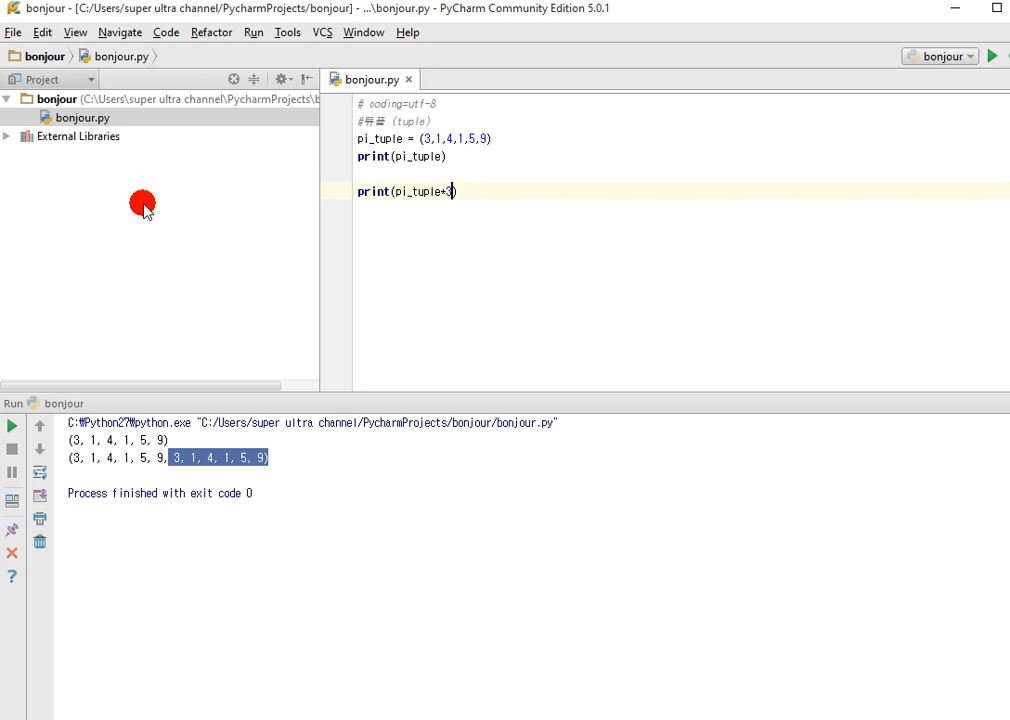 bonjour - [C:/Users/super ultra channel/PycharmProjects/bonjour] - ...\bonjour.py - PyCharm Community Edition 5.0.1
File Edit View Navigate Code Refactor Run Tools VCS Window Help
bonjour bonjour.py bonjour
Project bonjour.py
bonjour (C:\Users\super ultra channel\PycharmProjects\b
bonjour.py
External Libraries
# coding=utf-8
#튜플 (tuple)
pi_tuple = (3,1,4,1,5,9)
print(pi_tuple)
print(pi_tuple*3)
Run bonjour
C:₩Python27₩python.exe "C:/Users/super ultra channel/PycharmProjects/bonjour/bonjour.py"
(3, 1, 4, 1, 5, 9)
(3, 1, 4, 1, 5, 9, 3, 1, 4, 1, 5, 9)
Process finished with exit code 0